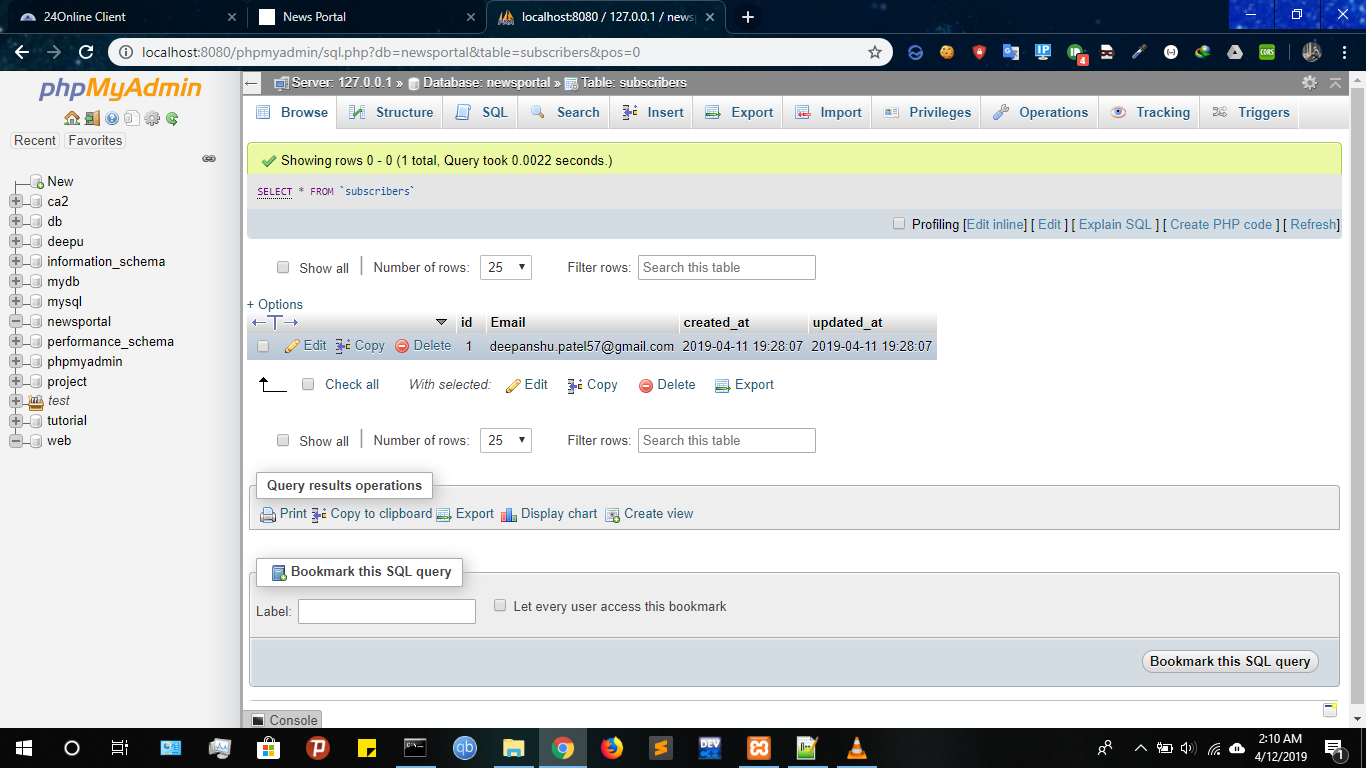 24Online Client
News Portal
localhost:8080 / 127.0.0.1 / news
localhost:8080/phpmyadmin/sql.php?db=newsportal&table=subscribers&pos=0
IP
4
CORS
phpMyAdmin
Recent
Favorites
New
ca2
db
deepu
information_schema
mydb
mysql
newsportal
performance_schema
phpmyadmin
project
test
tutorial
web
Server: 127.0.0.1 » Database: newsportal » Table: subscribers
Browse Structure SQL Search Insert Export Import Privileges Operations Tracking Triggers
Showing rows 0 - 0 (1 total, Query took 0.0022 seconds.)
SELECT * FROM `subscribers`
Profiling [Edit inline] [ Edit ] [ Explain SQL ] [ Create PHP code ] [ Refresh]
Show all | Number of rows: 25 Filter rows: Search this table
+ Options
←T→ id Email created_at updated_at
Edit Copy Delete 1 deepanshu.patel57@gmail.com 2019-04-11 19:28:07 2019-04-11 19:28:07
Check all With selected: Edit Copy Delete Export
Show all | Number of rows: 25 Filter rows: Search this table
Query results operations
Print Copy to clipboard Export Display chart Create view
Bookmark this SQL query
Label: Let every user access this bookmark
Bookmark this SQL query
Console
qb
DEV
2:10 AM
4/12/2019
1